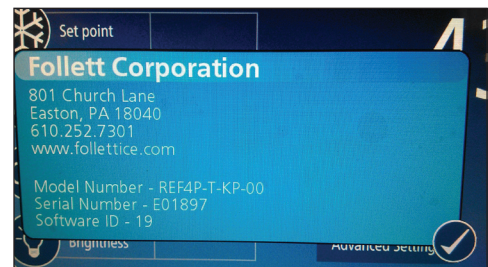 Set point
Follett Corporation
801 Church Lane
Easton, PA 18040
610.252.7301
www.follettice.com
Model Number - REF4P-T-KP-00
Serial Number - E01897
Software ID - 19
Brightness
Advanced Setting